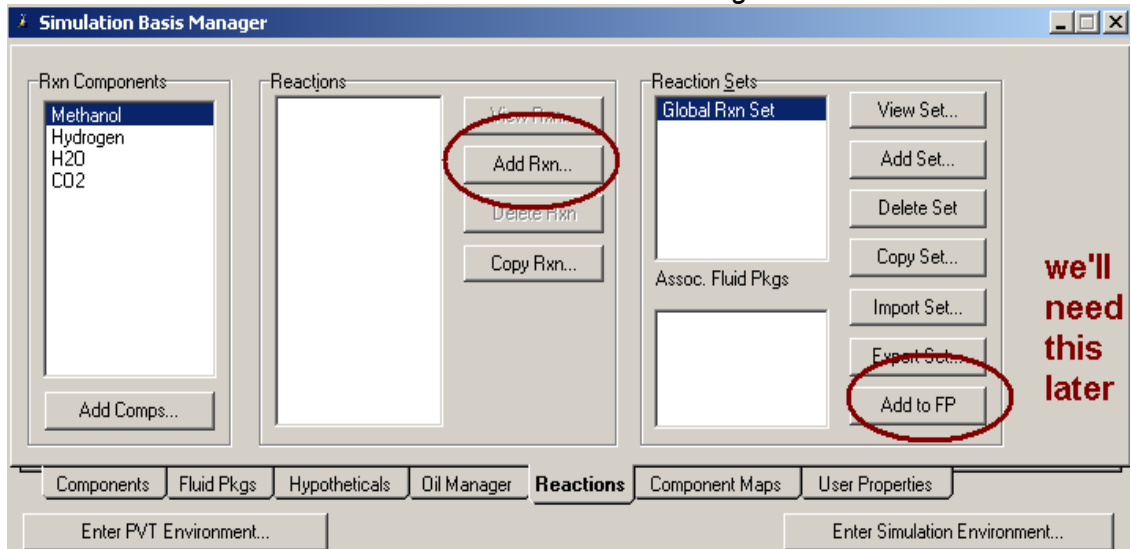 Simulation Basis Manager
Rxn Components
Methanol
Hydrogen
H2O
CO2
Add Comps...
Reactions
View Rxn...
Add Rxn...
Delete Rxn
Copy Rxn...
Reaction Sets
Global Rxn Set
Assoc. Fluid Pkgs
View Set...
Add Set...
Delete Set
Copy Set...
Import Set...
Export Set...
Add to FP
we'll
need
this
later
Components
Fluid Pkgs
Hypotheticals
Oil Manager
Reactions
Component Maps
User Properties
Enter PVT Environment...
Enter Simulation Environment...